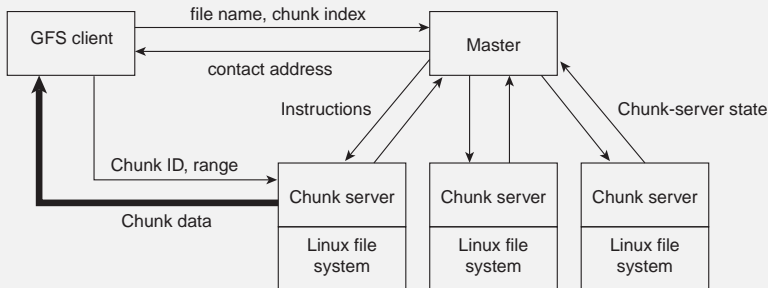 file name, chunk index
GFS client
Master
contact address
Instructions
Chunk-server state
Chunk ID, range
Chunk server
Chunk server
Chunk server
Chunk data
Linux file
system
Linux file
system
Linux file
system